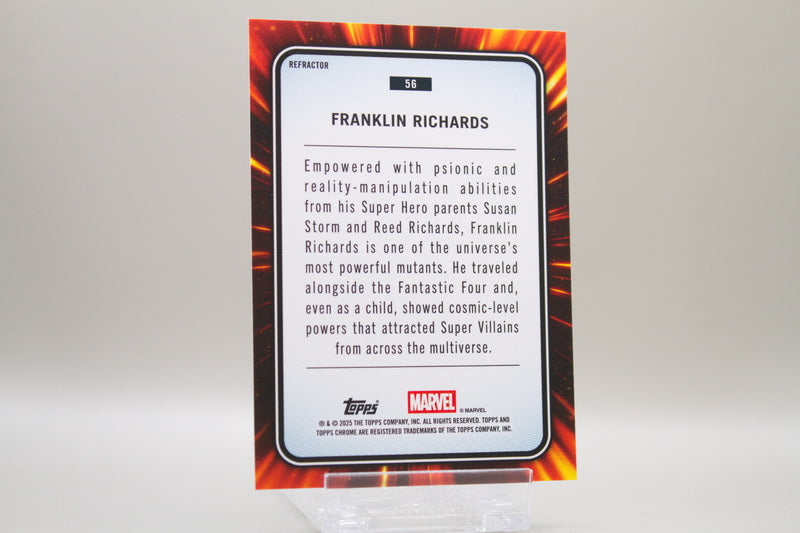 REFRACTOR
56
FRANKLIN RICHARDS
Empowered with psionic and
reality-manipulation abilities
from his Super Hero parents Susan
Storm and Reed Richards, Franklin
Richards is one of the universe's
most powerful mutants. He traveled
alongside the Fantastic Four and,
even as a child, showed cosmic-level
powers that attracted Super Villains
from across the multiverse.
Topps®
MARVEL © MARVEL
® & © 2025 THE TOPPS COMPANY, INC. ALL RIGHTS RESERVED. TOPPS AND
TOPPS CHROME ARE REGISTERED TRADEMARKS OF THE TOPPS COMPANY, INC.